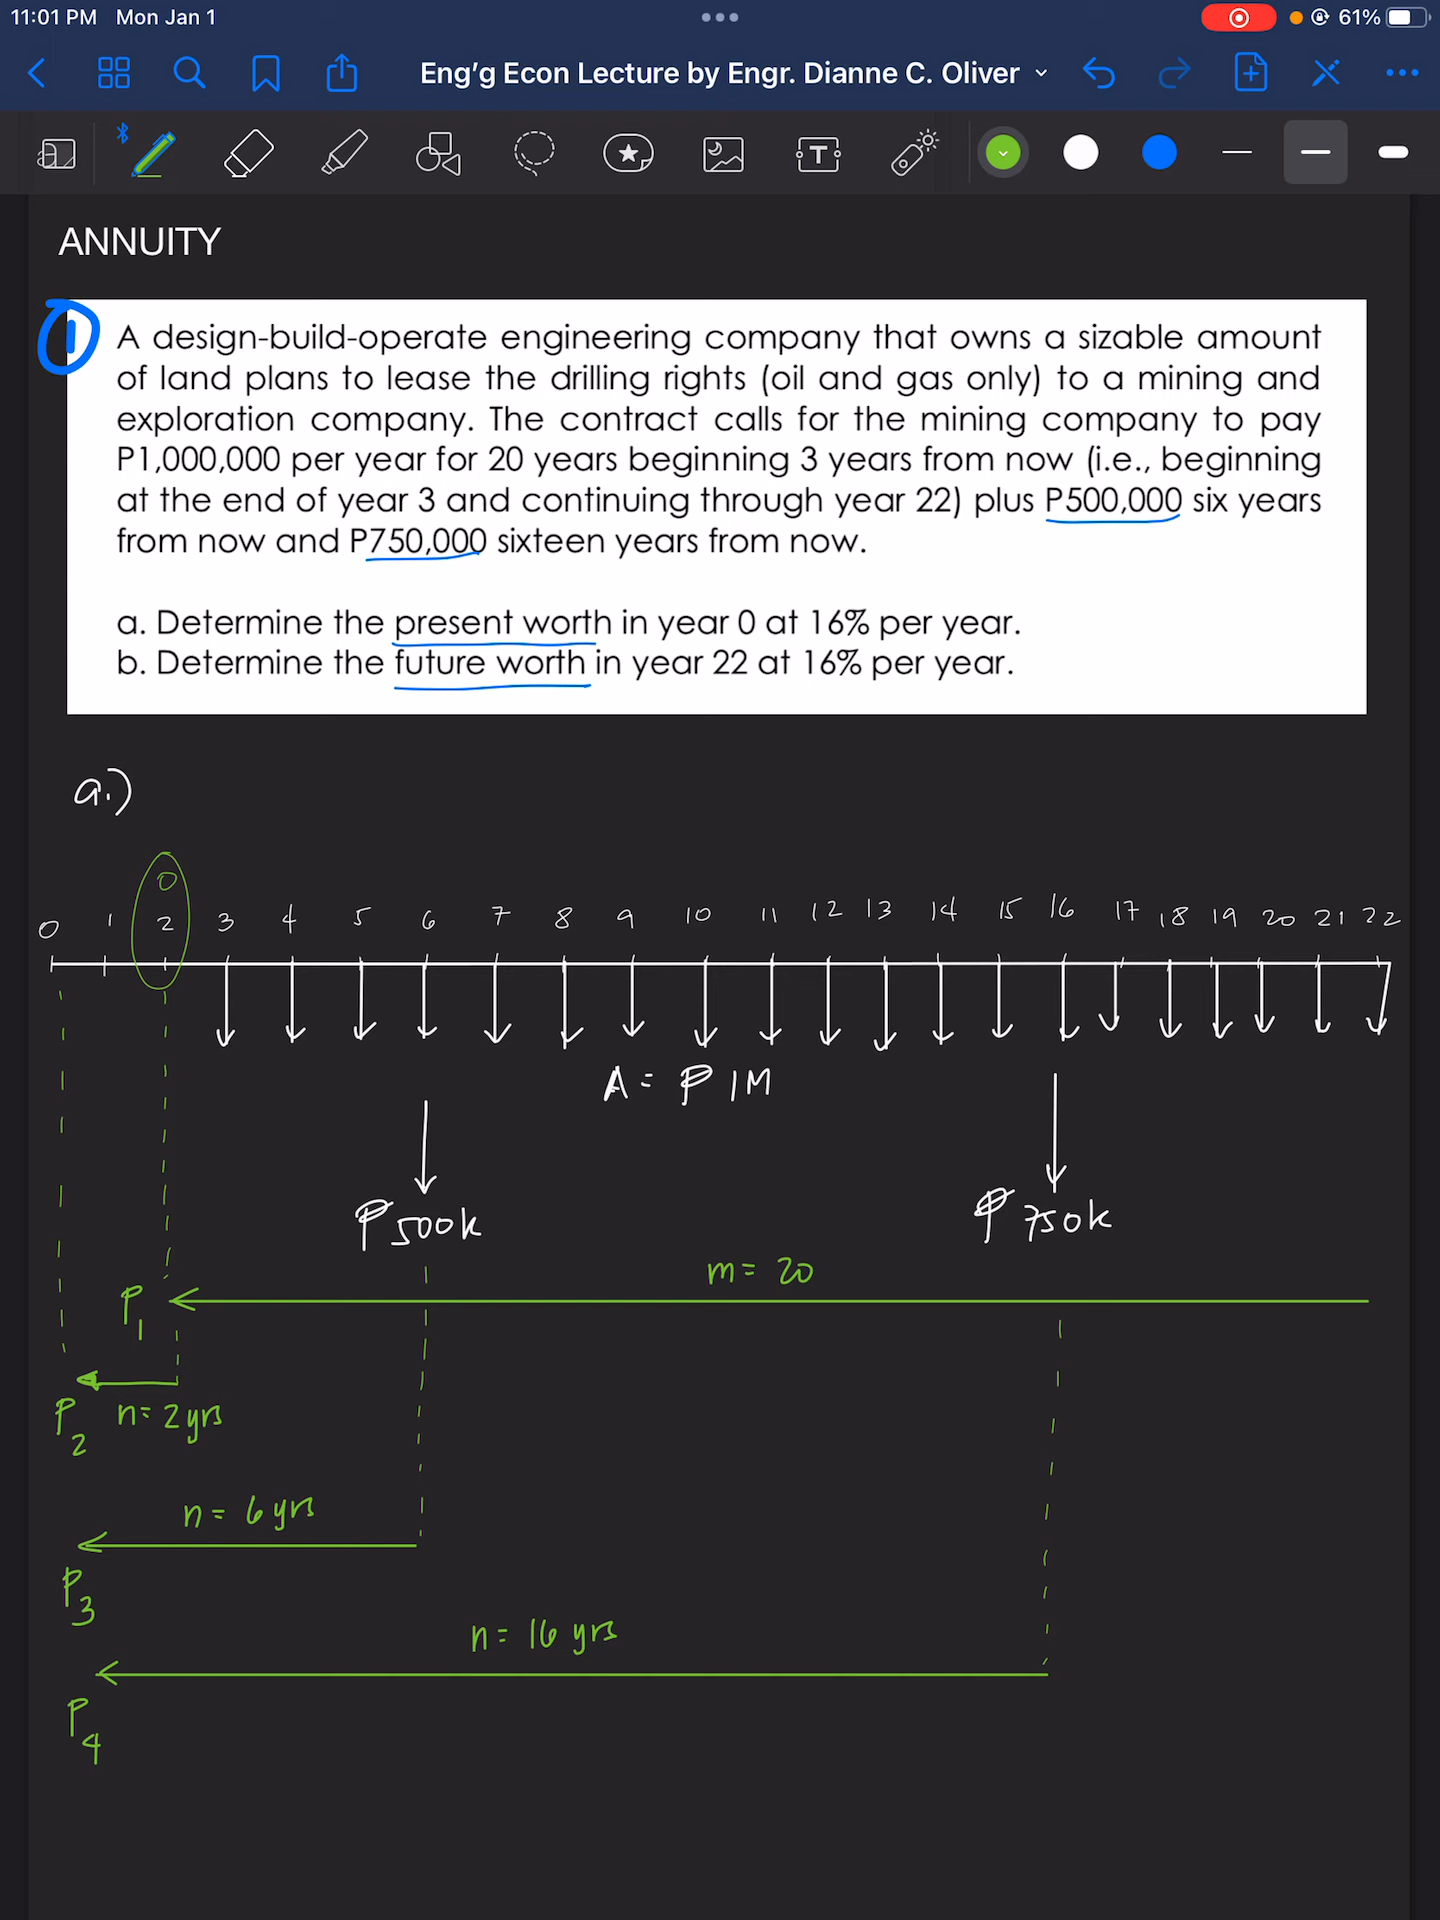 11:01 PM Mon Jan 1 61%
Eng'g Econ Lecture by Engr. Dianne C. Oliver
a
T
ANNUITY
1
A design-build-operate engineering company that owns a sizable amount
of land plans to lease the drilling rights (oil and gas only) to a mining and
exploration company. The contract calls for the mining company to pay
P1,000,000 per year for 20 years beginning 3 years from now (i.e., beginning
at the end of year 3 and continuing through year 22) plus P500,000 six years
from now and P750,000 sixteen years from now.
a. Determine the present worth in year 0 at 16% per year.
b. Determine the future worth in year 22 at 16% per year.
a.)
0
0 1 2 3 4 5 6 7 8 9 10 11 12 13 14 15 16 17 18 19 20 21 22
A = ₱ 1M
₱ 500k
₱ 750k
m = 20
P1
P2 n = 2 yrs
n = 6 yrs
P3
n = 16 yrs
P4